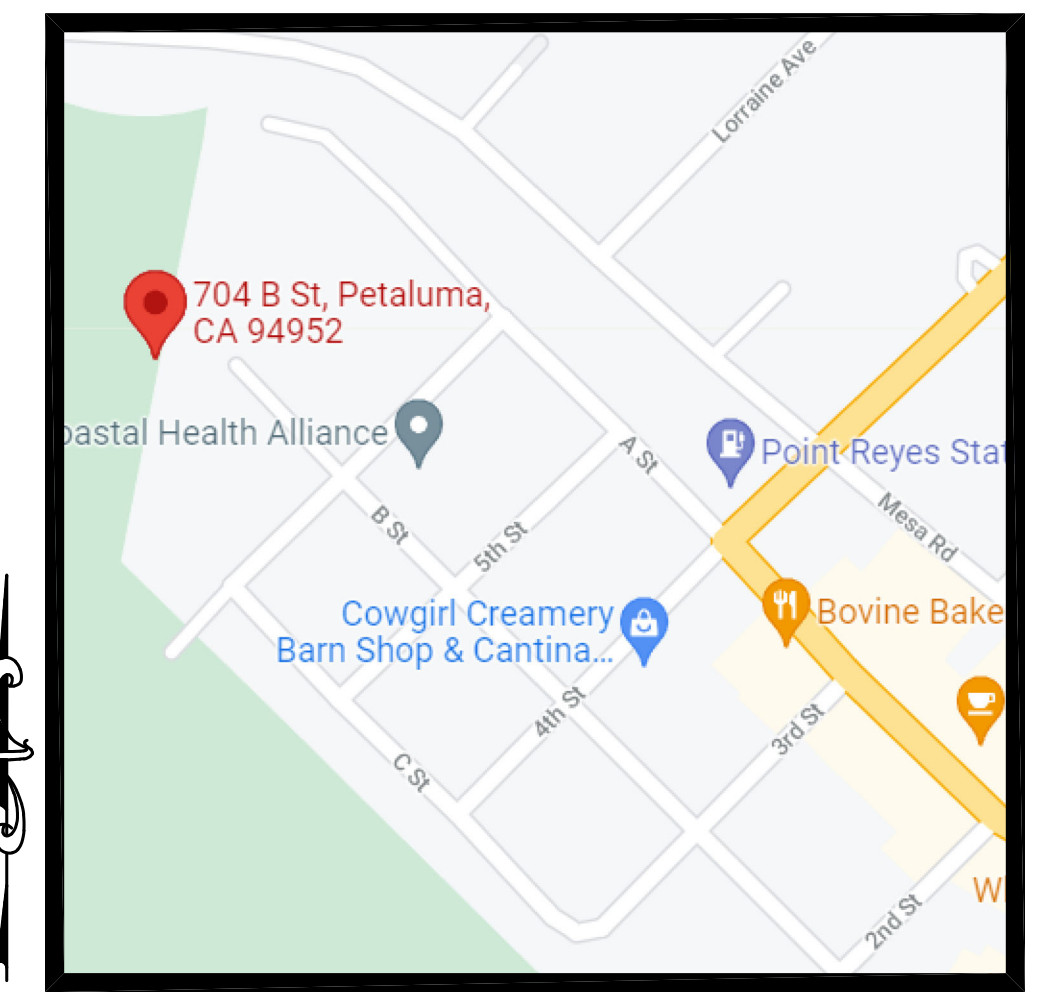 Lorraine Ave
704 B St, Petaluma,
CA 94952
oastal Health Alliance
A St
Point Reyes Stat
Mesa Rd
B St
5th St
Cowgirl Creamery
Barn Shop & Cantina...
Bovine Bake
4th St
3rd St
C St
W
2nd St